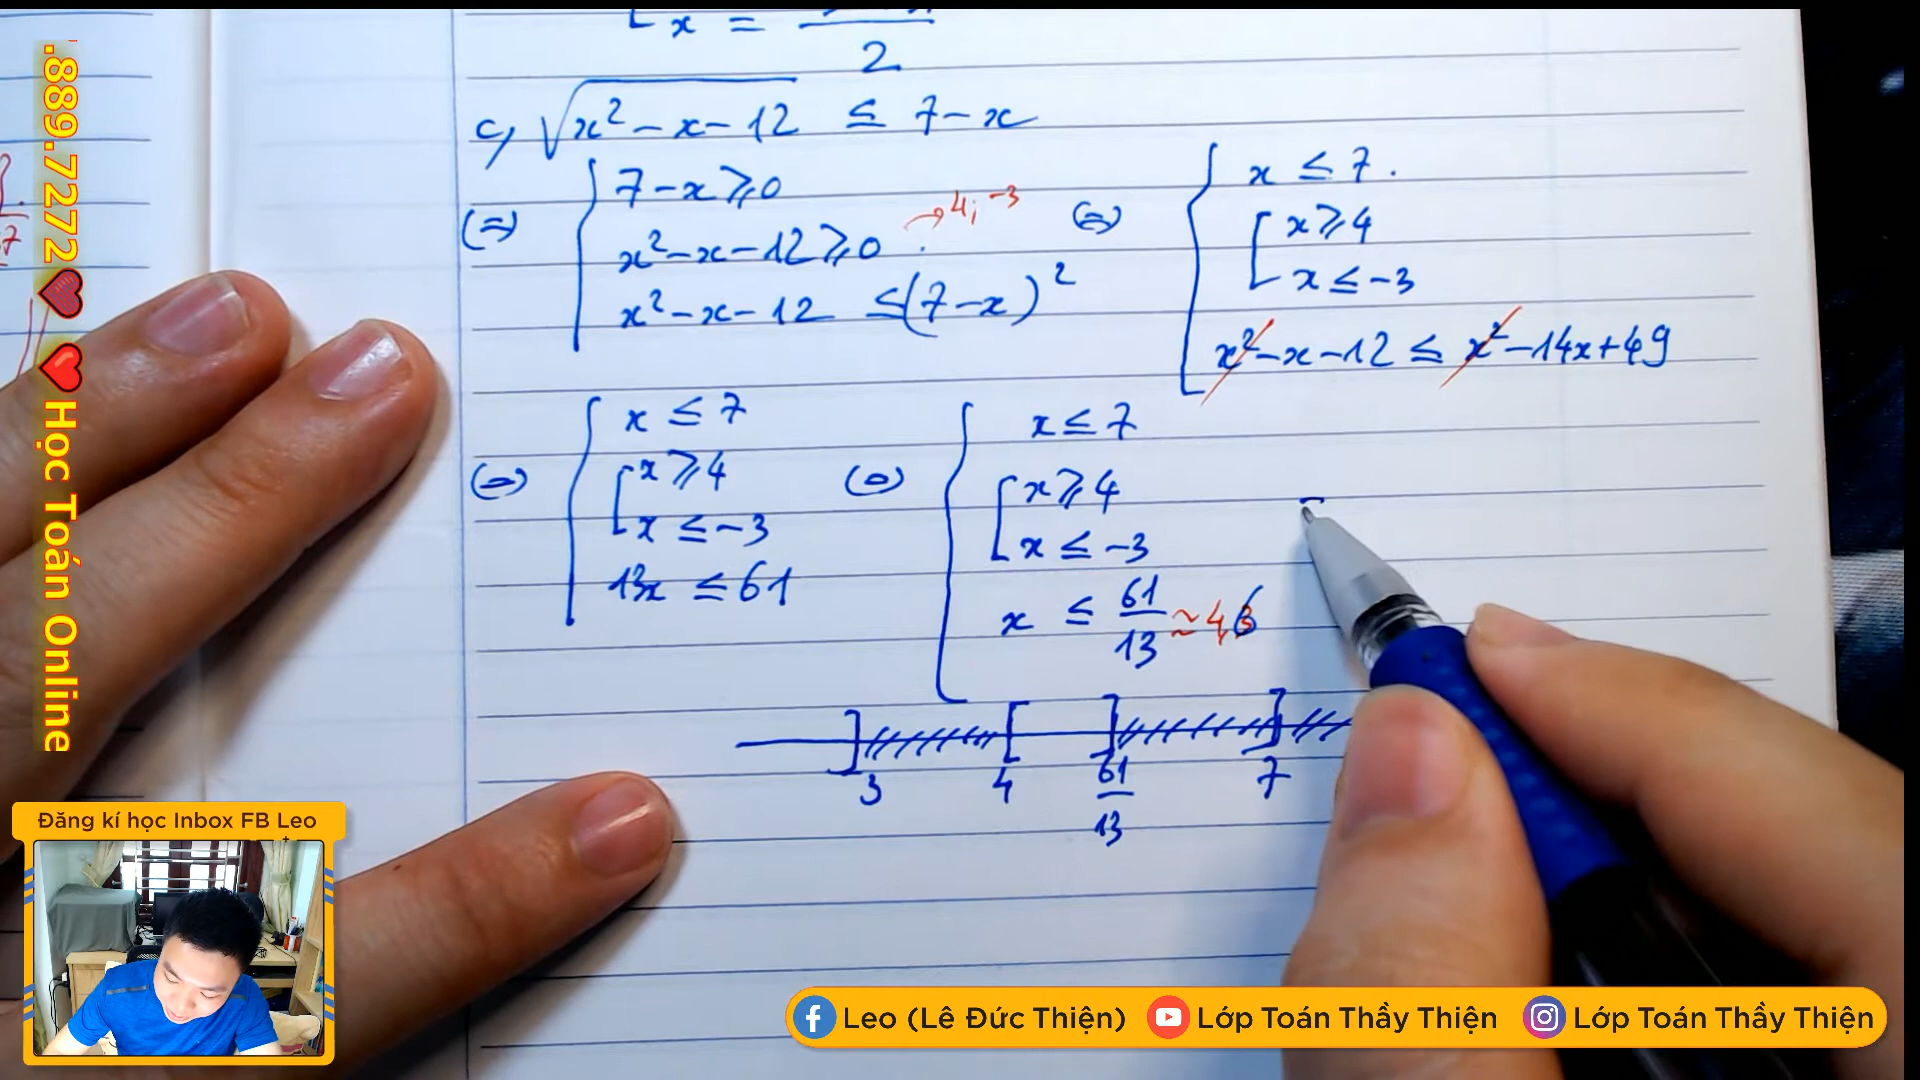 x = 2
c, √(x² - x - 12) ≤ 7 - x
(=) { 7 - x ≥ 0
x² - x - 12 ≥ 0 → 4; -3
x² - x - 12 ≤ (7 - x)²
(=) { x ≤ 7 .
[ x ≥ 4
x ≤ -3
x² - x - 12 ≤ x² - 14x + 49
(=) { x ≤ 7
[ x ≥ 4
x ≤ -3
13x ≤ 61
(=) { x ≤ 7
[ x ≥ 4
x ≤ -3
x ≤ 61/13 ≈ 4,6
] [ ] ]
3 4 61/13 7
.889.7272❤ ❤Học Toán Online
Đăng kí học Inbox FB Leo
Leo (Lê Đức Thiện) Lớp Toán Thầy Thiện Lớp Toán Thầy Thiện